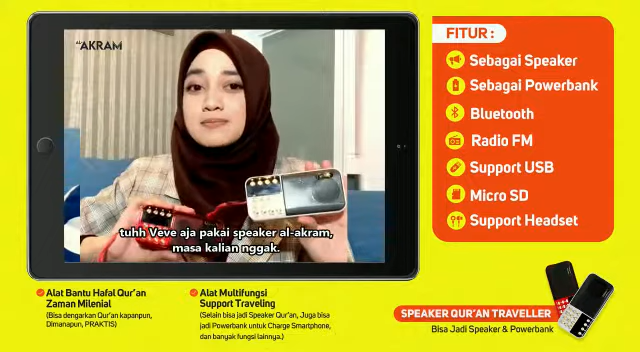 AL-AKRAM
tuhh Veve aja pakai speaker al-akram,
masa kalian nggak.
FITUR :
Sebagai Speaker
Sebagai Powerbank
Bluetooth
Radio FM
Support USB
Micro SD
Support Headset
Alat Bantu Hafal Qur'an
Zaman Milenial
(Bisa dengarkan Qur'an kapanpun,
Dimanapun, PRAKTIS)
Alat Multifungsi
Support Traveling
(Selain bisa jadi Speaker Qur'an, Juga bisa
jadi Powerbank untuk Charge Smartphone,
dan banyak fungsi lainnya.)
SPEAKER QUR'AN TRAVELLER
Bisa Jadi Speaker & Powerbank